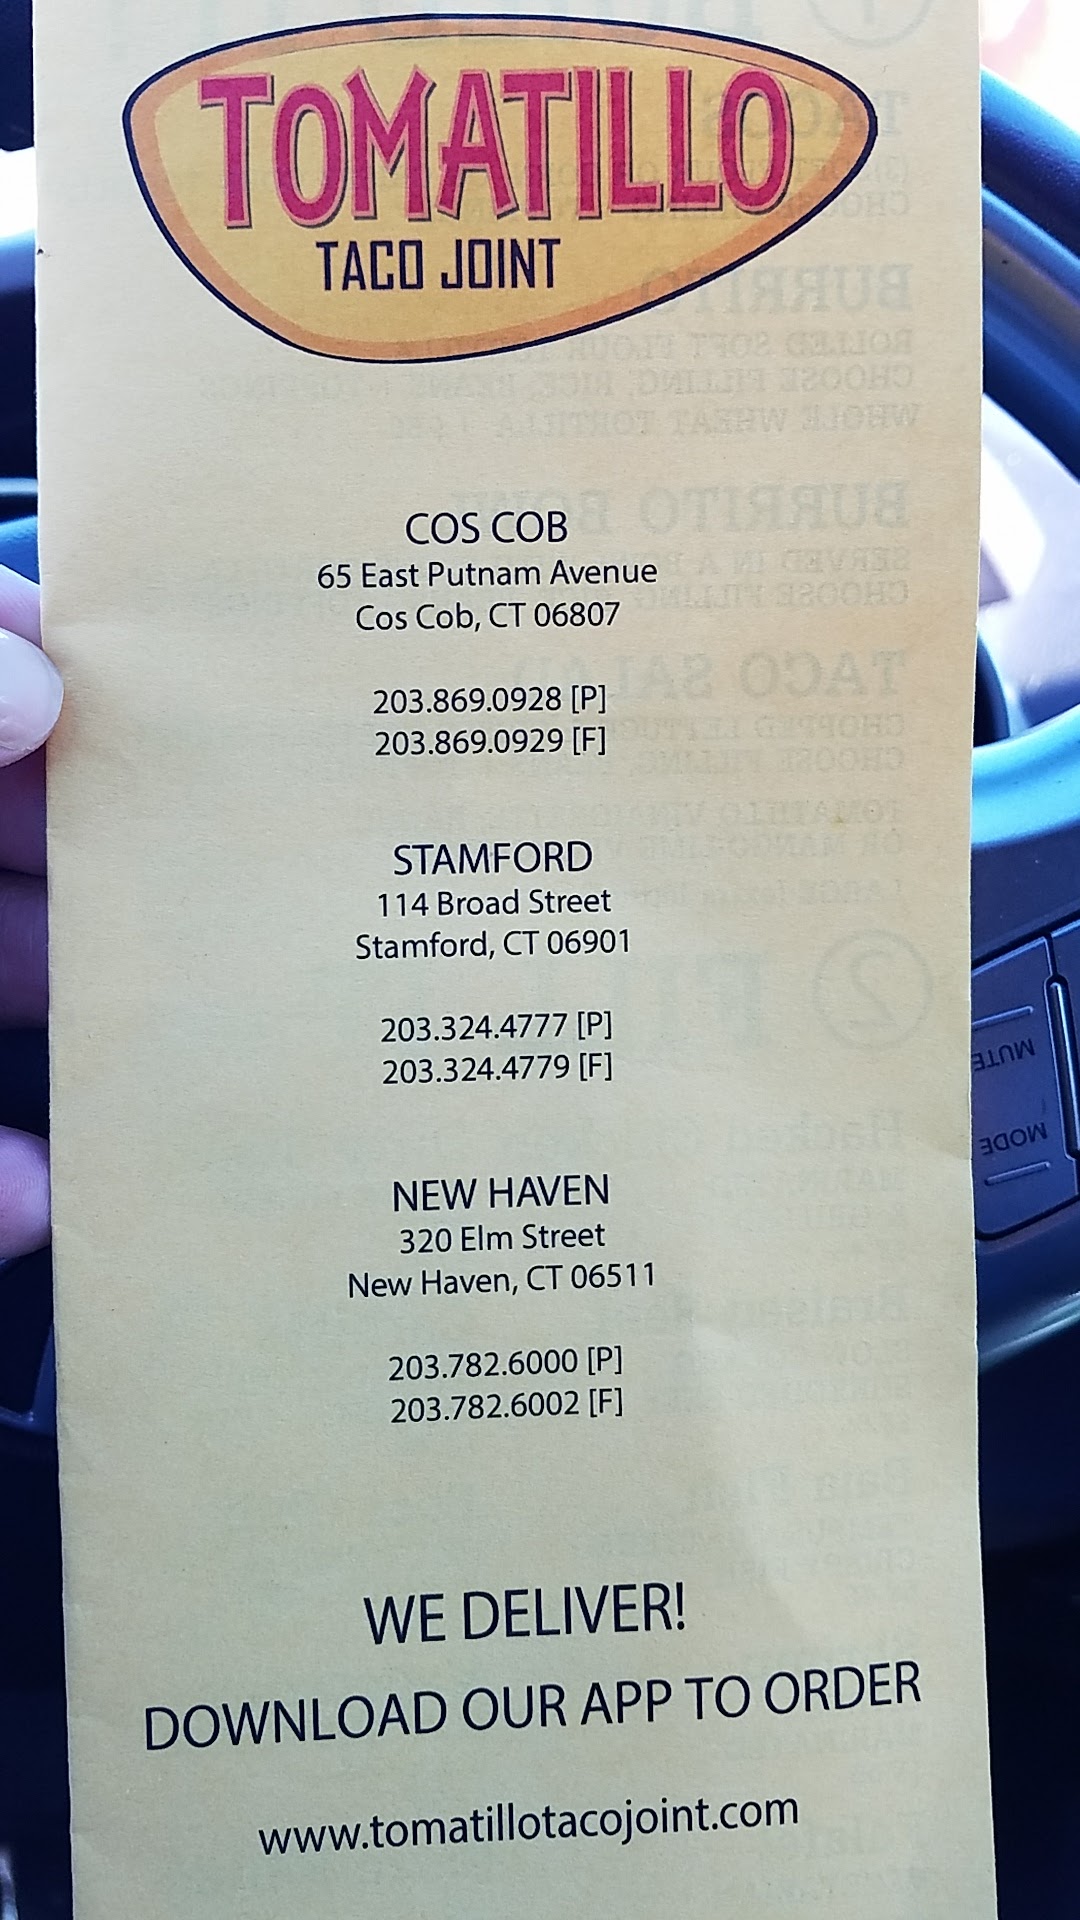 TOMATILLO
TACO JOINT
COS COB
65 East Putnam Avenue
Cos Cob, CT 06807
203.869.0928 [P]
203.869.0929 [F]
STAMFORD
114 Broad Street
Stamford, CT 06901
203.324.4777 [P]
203.324.4779 [F]
NEW HAVEN
320 Elm Street
New Haven, CT 06511
203.782.6000 [P]
203.782.6002 [F]
WE DELIVER!
DOWNLOAD OUR APP TO ORDER
www.tomatillotacojoint.com
MUTE
MODE